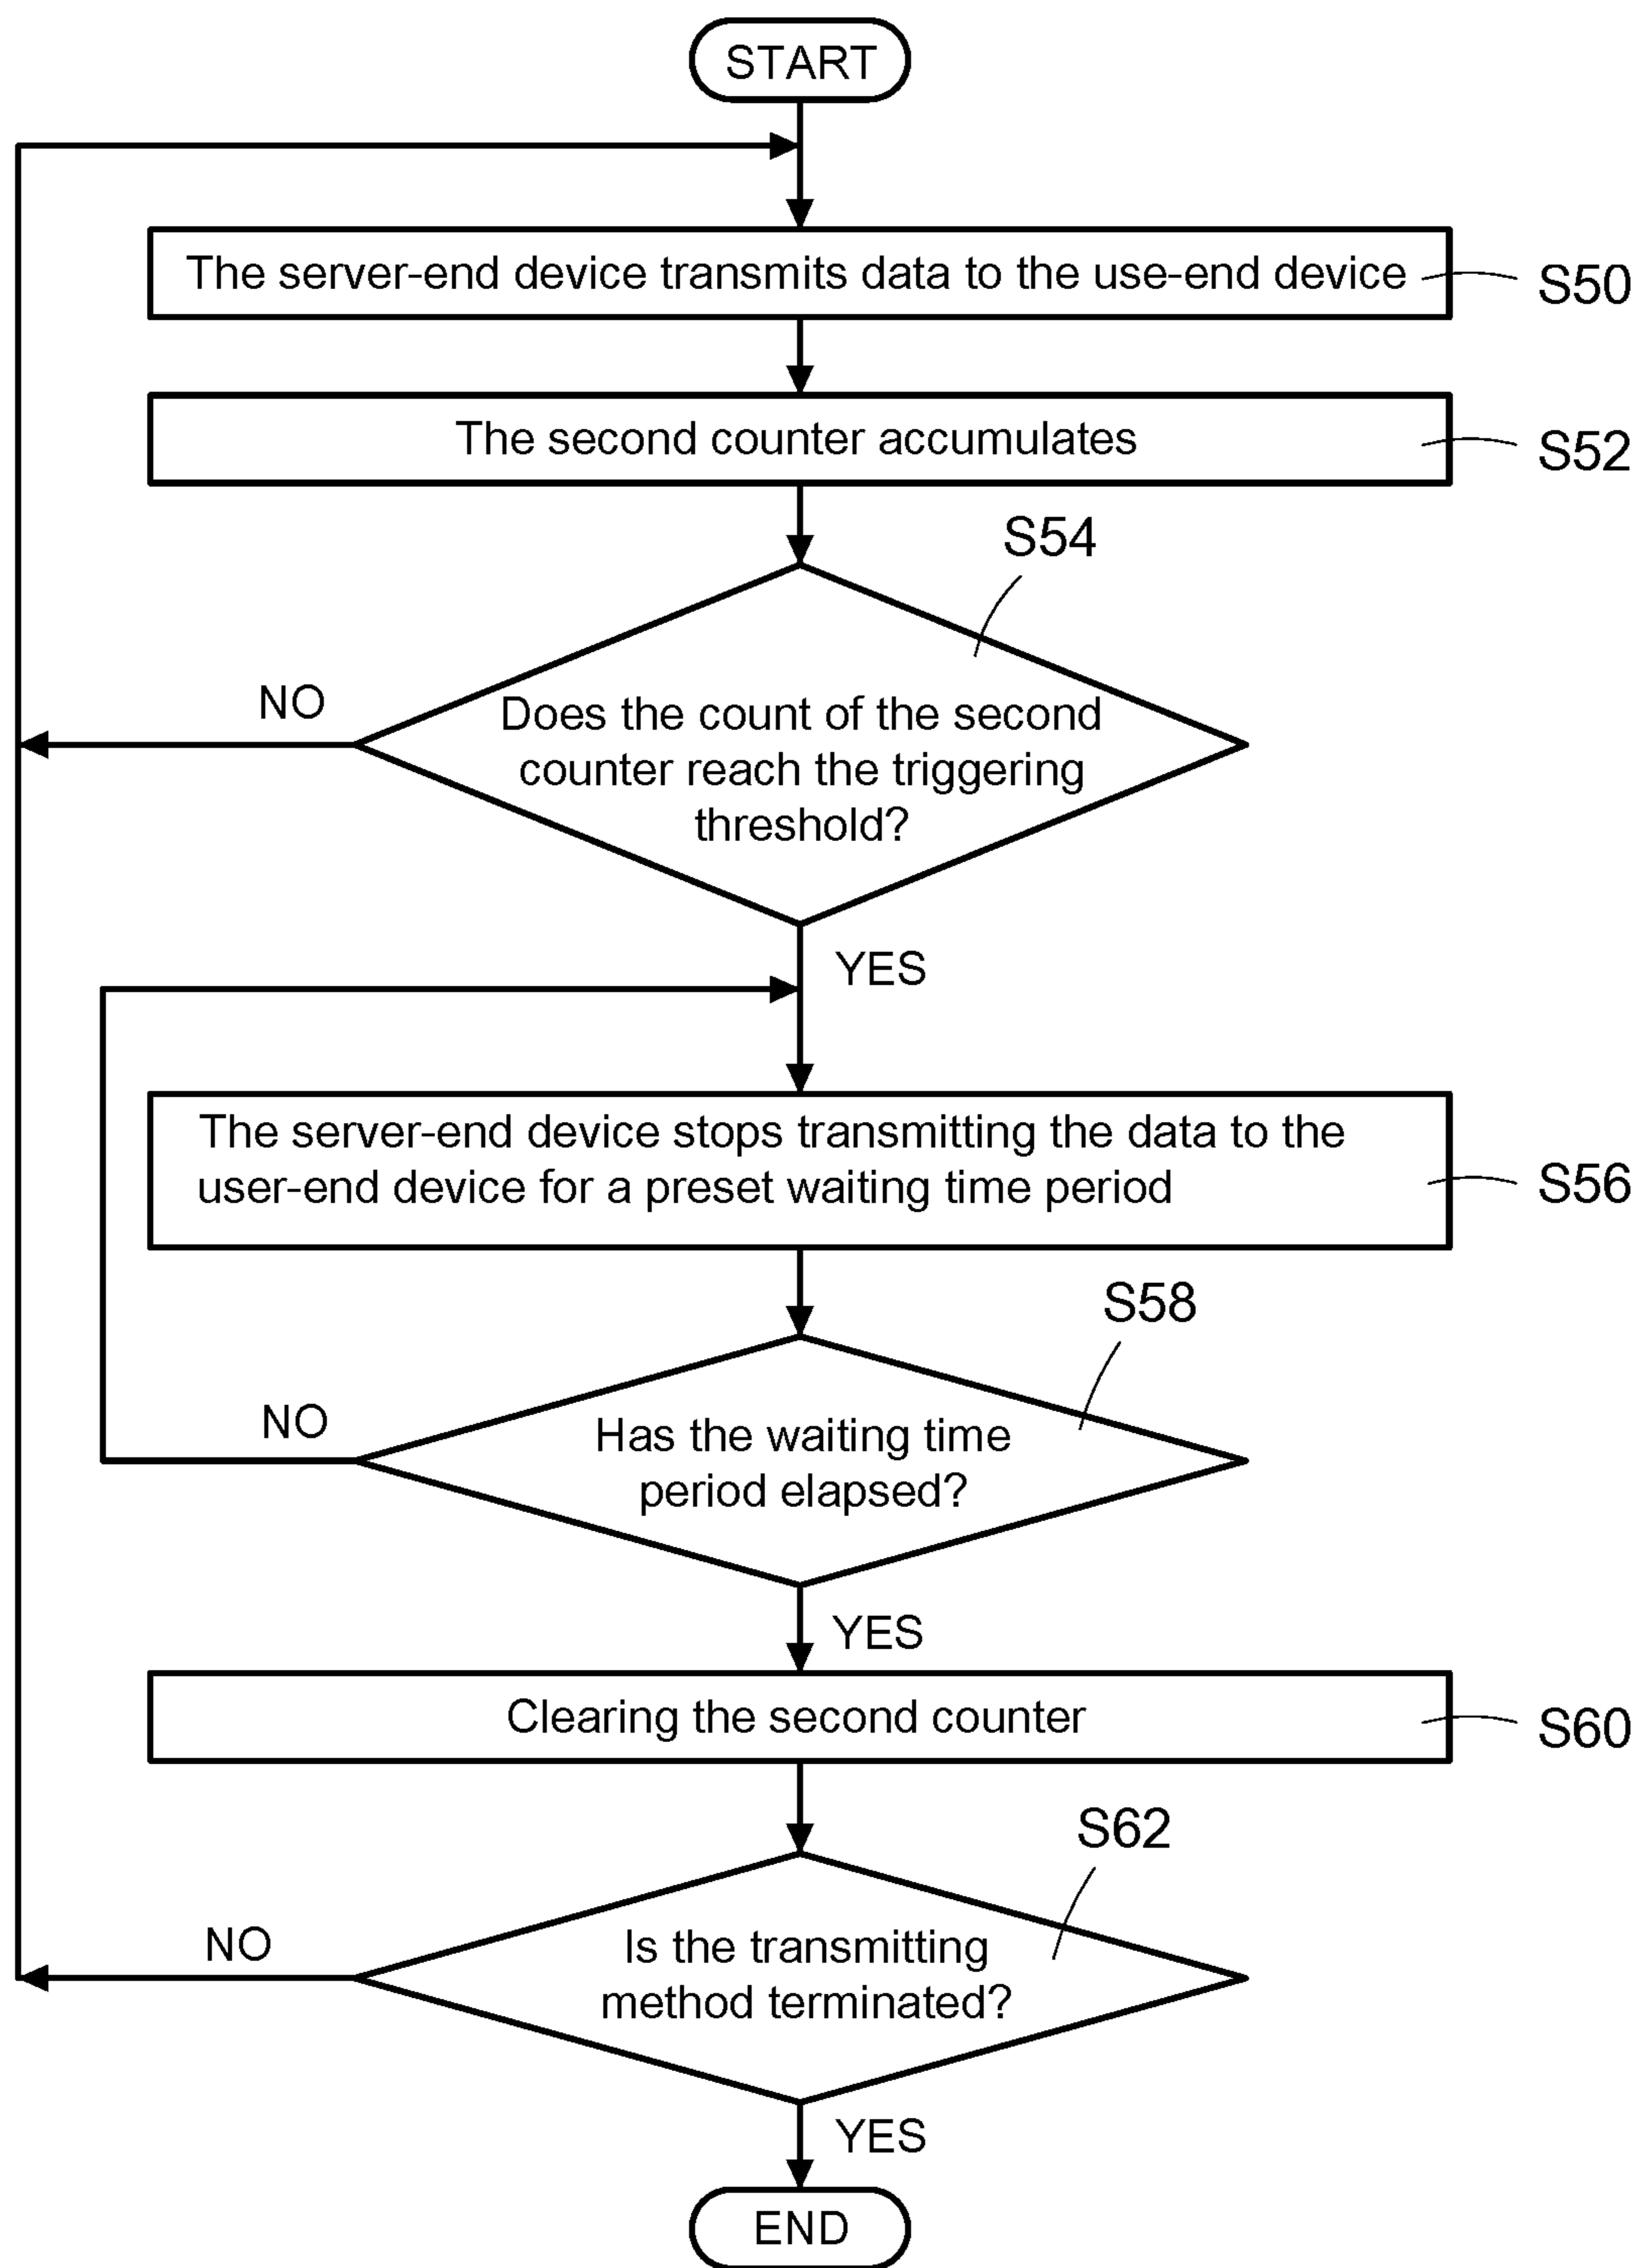 START
The server-end device transmits data to the use-end device
S50
The second counter accumulates
S52
S54
NO
Does the count of the second
counter reach the triggering
threshold?
YES
The server-end device stops transmitting the data to the
user-end device for a preset waiting time period
S56
S58
NO
Has the waiting time
period elapsed?
YES
Clearing the second counter
S60
S62
NO
Is the transmitting
method terminated?
YES
END